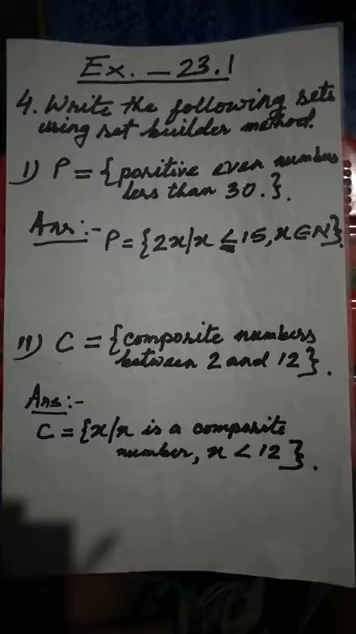 Ex. – 23.1
4. Write the following sets
using set builder method.
i) P = {positive even numbers
less than 30.}.
Ans:-
P = {2x/x ≤ 15, x ∈ N}.
ii) C = {composite numbers
between 2 and 12}.
Ans:-
C = {x/x is a composite
number, x < 12}.